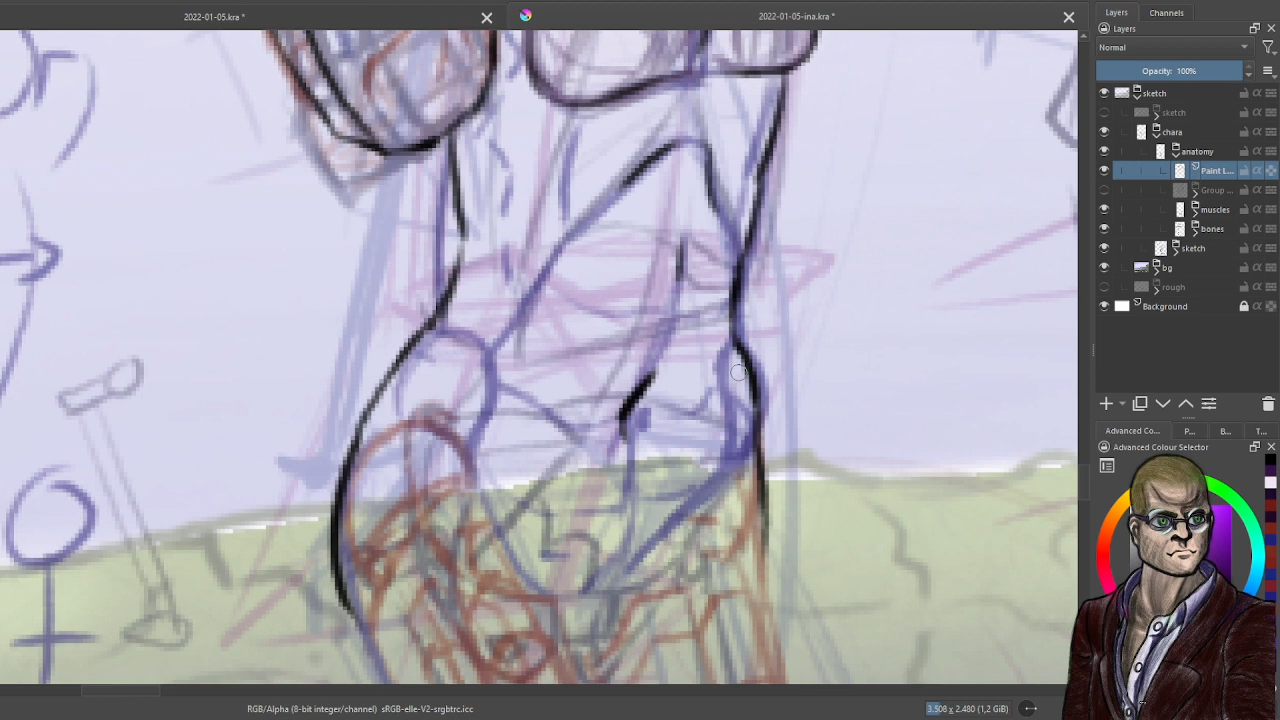 2022-01-05.kra *
2022-01-05-ina.kra *
Layers
Channels
Layers
Normal
Opacity: 100%
sketch
sketch
chara
anatomy
Paint L...
Group ...
muscles
bones
sketch
bg
rough
Background
Advanced Co...
P...
B...
T...
Advanced Colour Selector
RGB/Alpha (8-bit integer/channel) sRGB-elle-V2-srgbtrc.icc
3.508 x 2.480 (1,2 GiB)